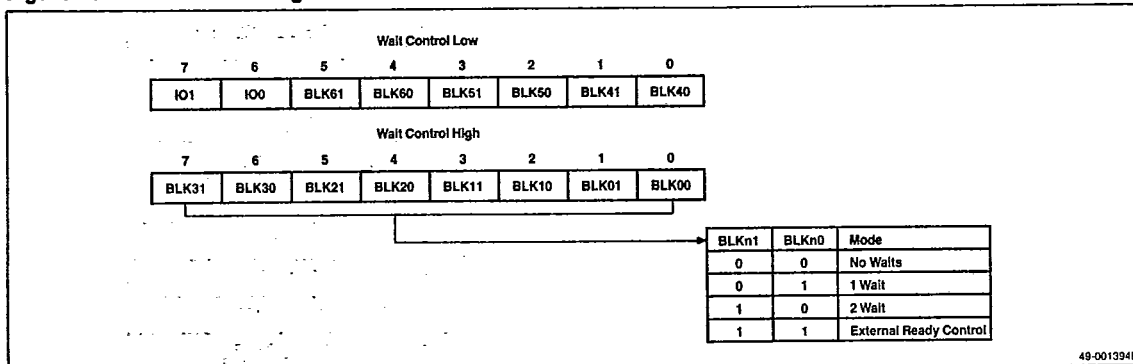 Wait Control Low
7 6 5 4 3 2 1 0
IO1 IO0 BLK61 BLK60 BLK51 BLK50 BLK41 BLK40
Wait Control High
7 6 5 4 3 2 1 0
BLK31 BLK30 BLK21 BLK20 BLK11 BLK10 BLK01 BLK00
BLKn1 BLKn0 Mode
0 0 No Waits
0 1 1 Wait
1 0 2 Wait
1 1 External Ready Control